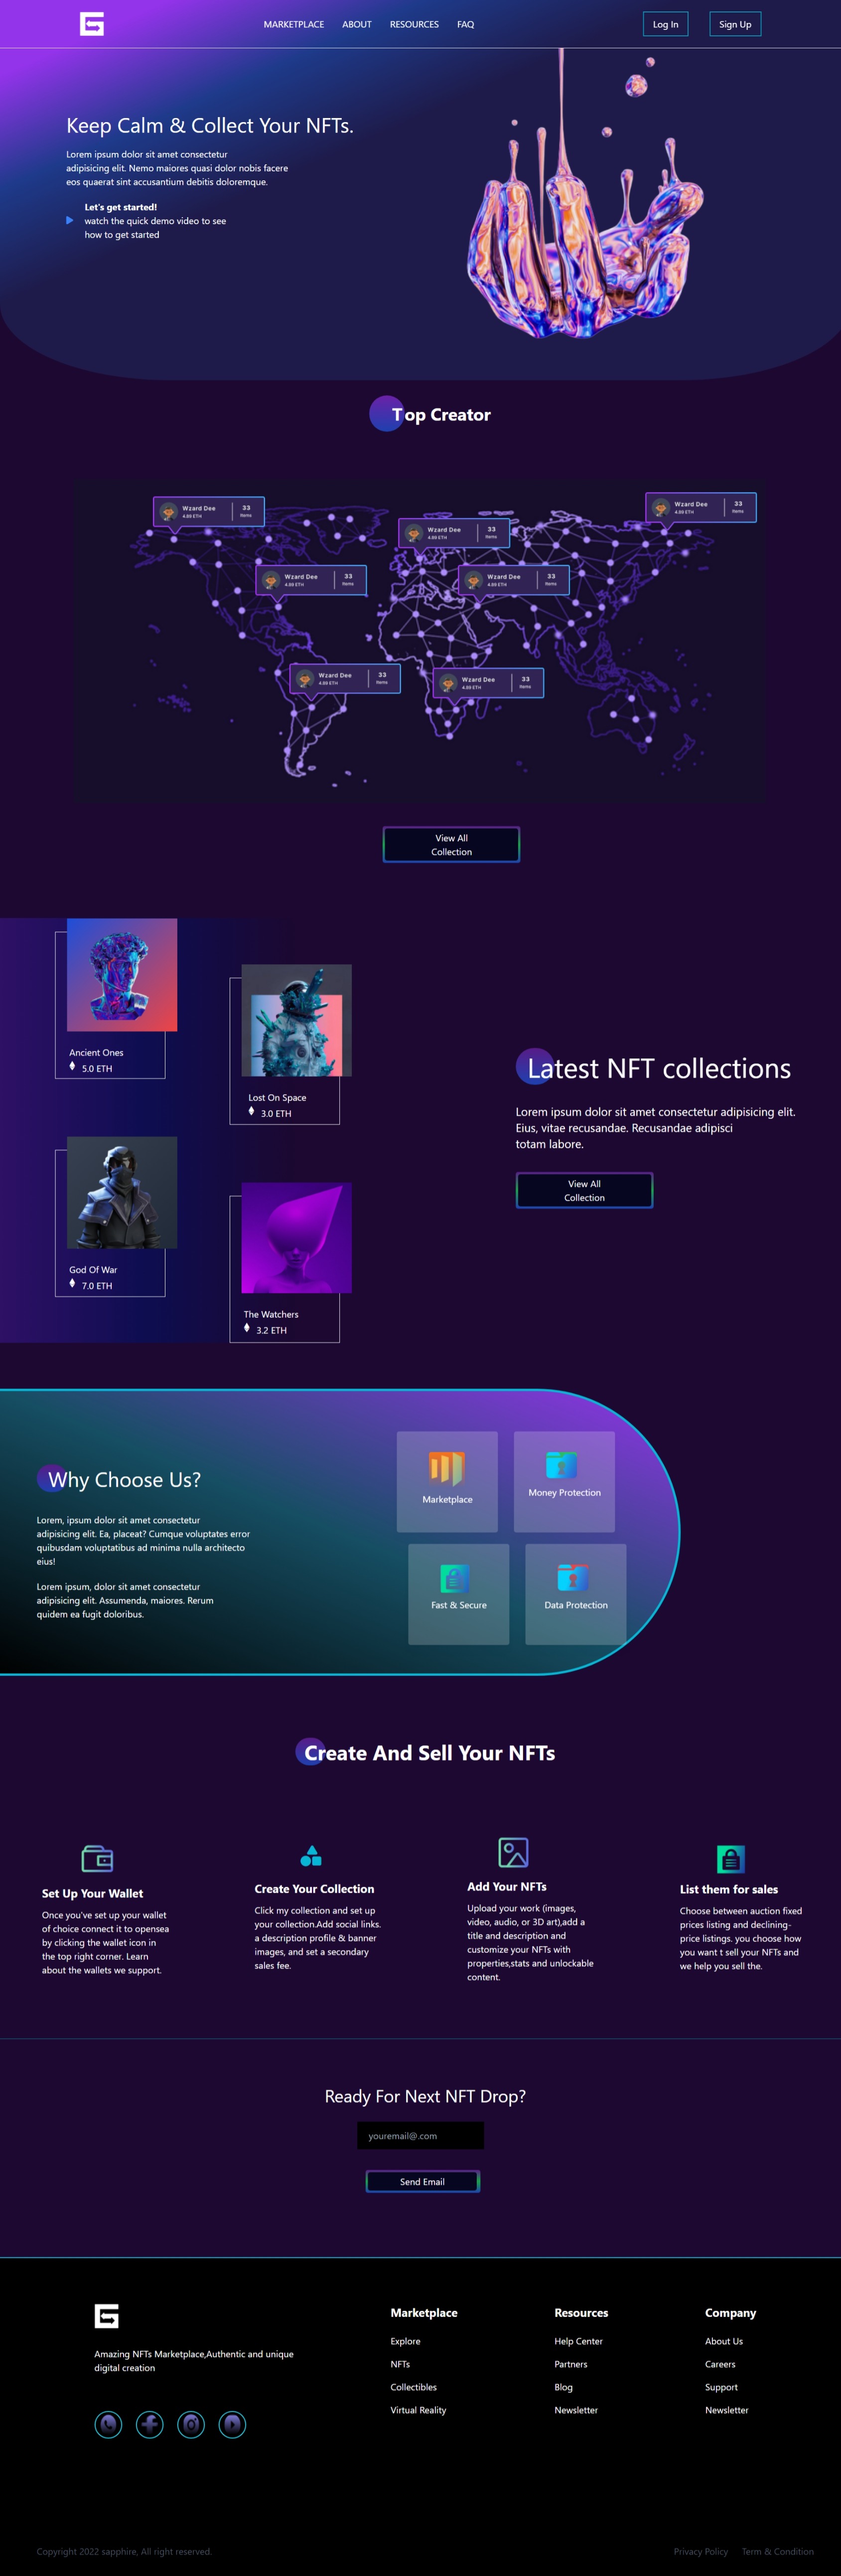 MARKETPLACE ABOUT RESOURCES FAQ Log In Sign Up
Keep Calm & Collect Your NFTs.
Lorem ipsum dolor sit amet consectetur
adipisicing elit. Nemo maiores quasi dolor nobis facere
eos quaerat sint accusantium debitis doloremque.
Let's get started!
watch the quick demo video to see
how to get started
Top Creator
Wzard Dee 33
4.99 ETH Items
Wzard Dee 33
4.99 ETH Items
Wzard Dee 33
4.99 ETH Items
Wzard Dee 33
4.99 ETH Items
Wzard Dee 33
4.99 ETH Items
Wzard Dee 33
4.99 ETH Items
Wzard Dee 33
4.99 ETH Items
View All
Collection
Ancient Ones
5.0 ETH
Lost On Space
3.0 ETH
God Of War
7.0 ETH
The Watchers
3.2 ETH
Latest NFT collections
Lorem ipsum dolor sit amet consectetur adipisicing elit.
Eius, vitae recusandae. Recusandae adipisci
totam labore.
View All
Collection
Why Choose Us?
Lorem, ipsum dolor sit amet consectetur
adipisicing elit. Ea, placeat? Cumque voluptates error
quibusdam voluptatibus ad minima nulla architecto
eius!
Lorem ipsum, dolor sit amet consectetur
adipisicing elit. Assumenda, maiores. Rerum
quidem ea fugit doloribus.
Marketplace
Money Protection
Fast & Secure
Data Protection
Create And Sell Your NFTs
Set Up Your Wallet
Once you've set up your wallet
of choice connect it to opensea
by clicking the wallet icon in
the top right corner. Learn
about the wallets we support.
Create Your Collection
Click my collection and set up
your collection.Add social links.
a description profile & banner
images, and set a secondary
sales fee.
Add Your NFTs
Upload your work (images,
video, audio, or 3D art),add a
title and description and
customize your NFTs with
properties,stats and unlockable
content.
List them for sales
Choose between auction fixed
prices listing and declining-
price listings. you choose how
you want t sell your NFTs and
we help you sell the.
Ready For Next NFT Drop?
youremail@.com
Send Email
Amazing NFTs Marketplace,Authentic and unique
digital creation
Marketplace
Explore
NFTs
Collectibles
Virtual Reality
Resources
Help Center
Partners
Blog
Newsletter
Company
About Us
Careers
Support
Newsletter
Copyright 2022 sapphire, All right reserved.
Privacy Policy Term & Condition